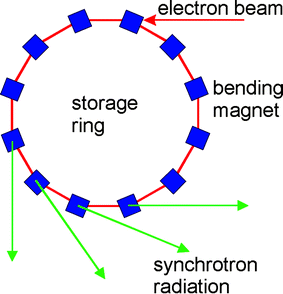 electron beam
storage
ring
bending
magnet
synchrotron
radiation